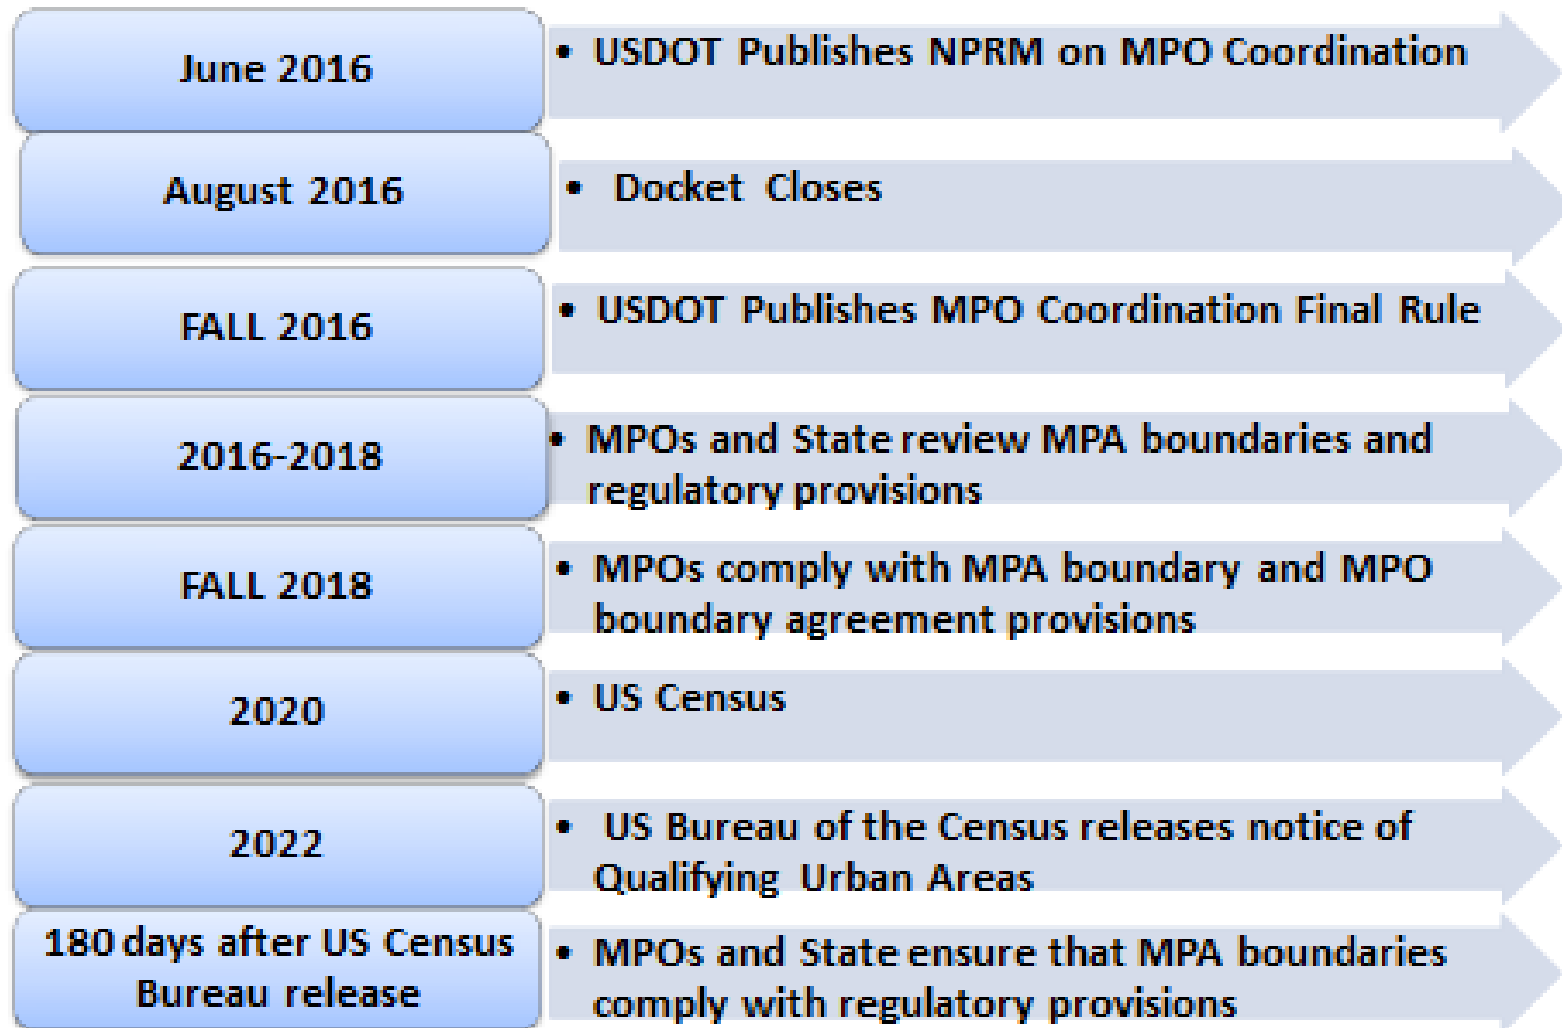 June 2016
• USDOT Publishes NPRM on MPO Coordination
August 2016
• Docket Closes
FALL 2016
• USDOT Publishes MPO Coordination Final Rule
2016-2018
• MPOs and State review MPA boundaries and
regulatory provisions
FALL 2018
• MPOs comply with MPA boundary and MPO
boundary agreement provisions
2020
• US Census
2022
• US Bureau of the Census releases notice of
Qualifying Urban Areas
180 days after US Census
Bureau release
• MPOs and State ensure that MPA boundaries
comply with regulatory provisions